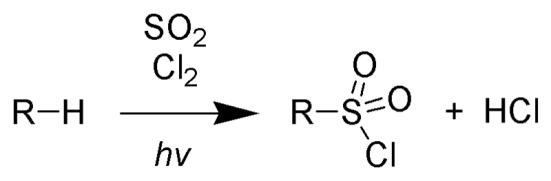 SO2
Cl2
R–H
hv
O
R–S=O + HCl
Cl